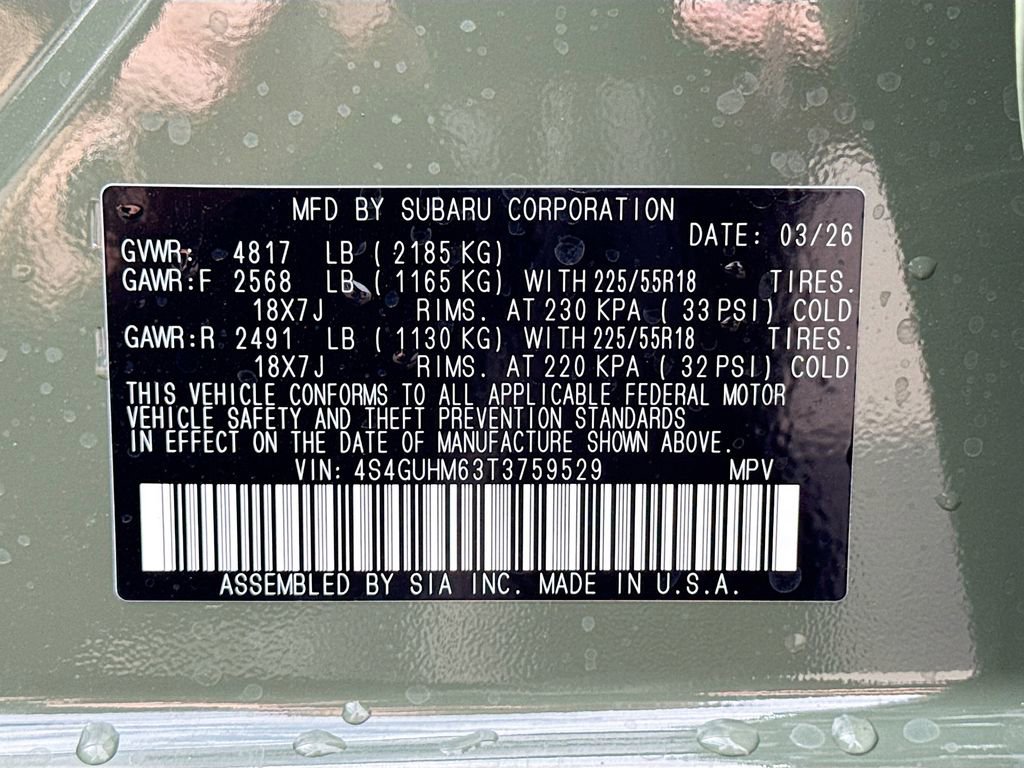 MFD BY SUBARU CORPORATION
DATE: 03/26
GVWR: 4817 LB ( 2185 KG)
GAWR:F 2568 LB ( 1165 KG) WITH 225/55R18 TIRES.
18X7J RIMS. AT 230 KPA ( 33 PSI) COLD
GAWR:R 2491 LB ( 1130 KG) WITH 225/55R18 TIRES.
18X7J RIMS. AT 220 KPA ( 32 PSI) COLD
THIS VEHICLE CONFORMS TO ALL APPLICABLE FEDERAL MOTOR
VEHICLE SAFETY AND THEFT PREVENTION STANDARDS
IN EFFECT ON THE DATE OF MANUFACTURE SHOWN ABOVE.
VIN: 4S4GUHM63T3759529 MPV
ASSEMBLED BY SIA INC. MADE IN U.S.A.